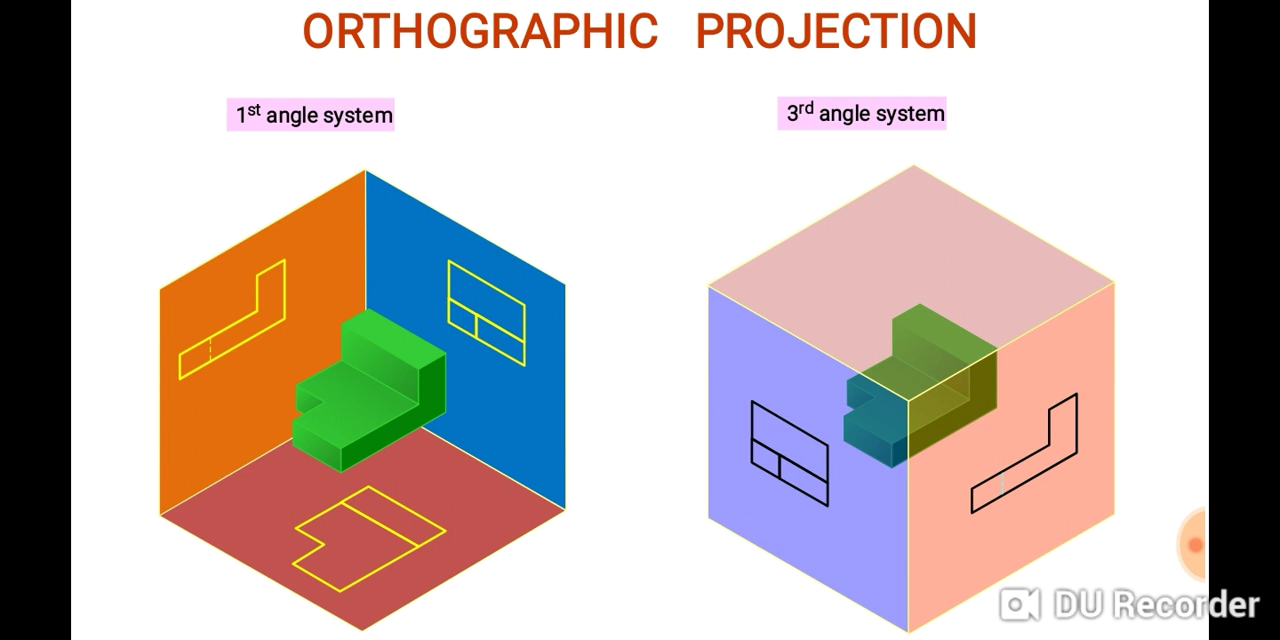 ORTHOGRAPHIC PROJECTION
1st angle system
3rd angle system
DU Recorder